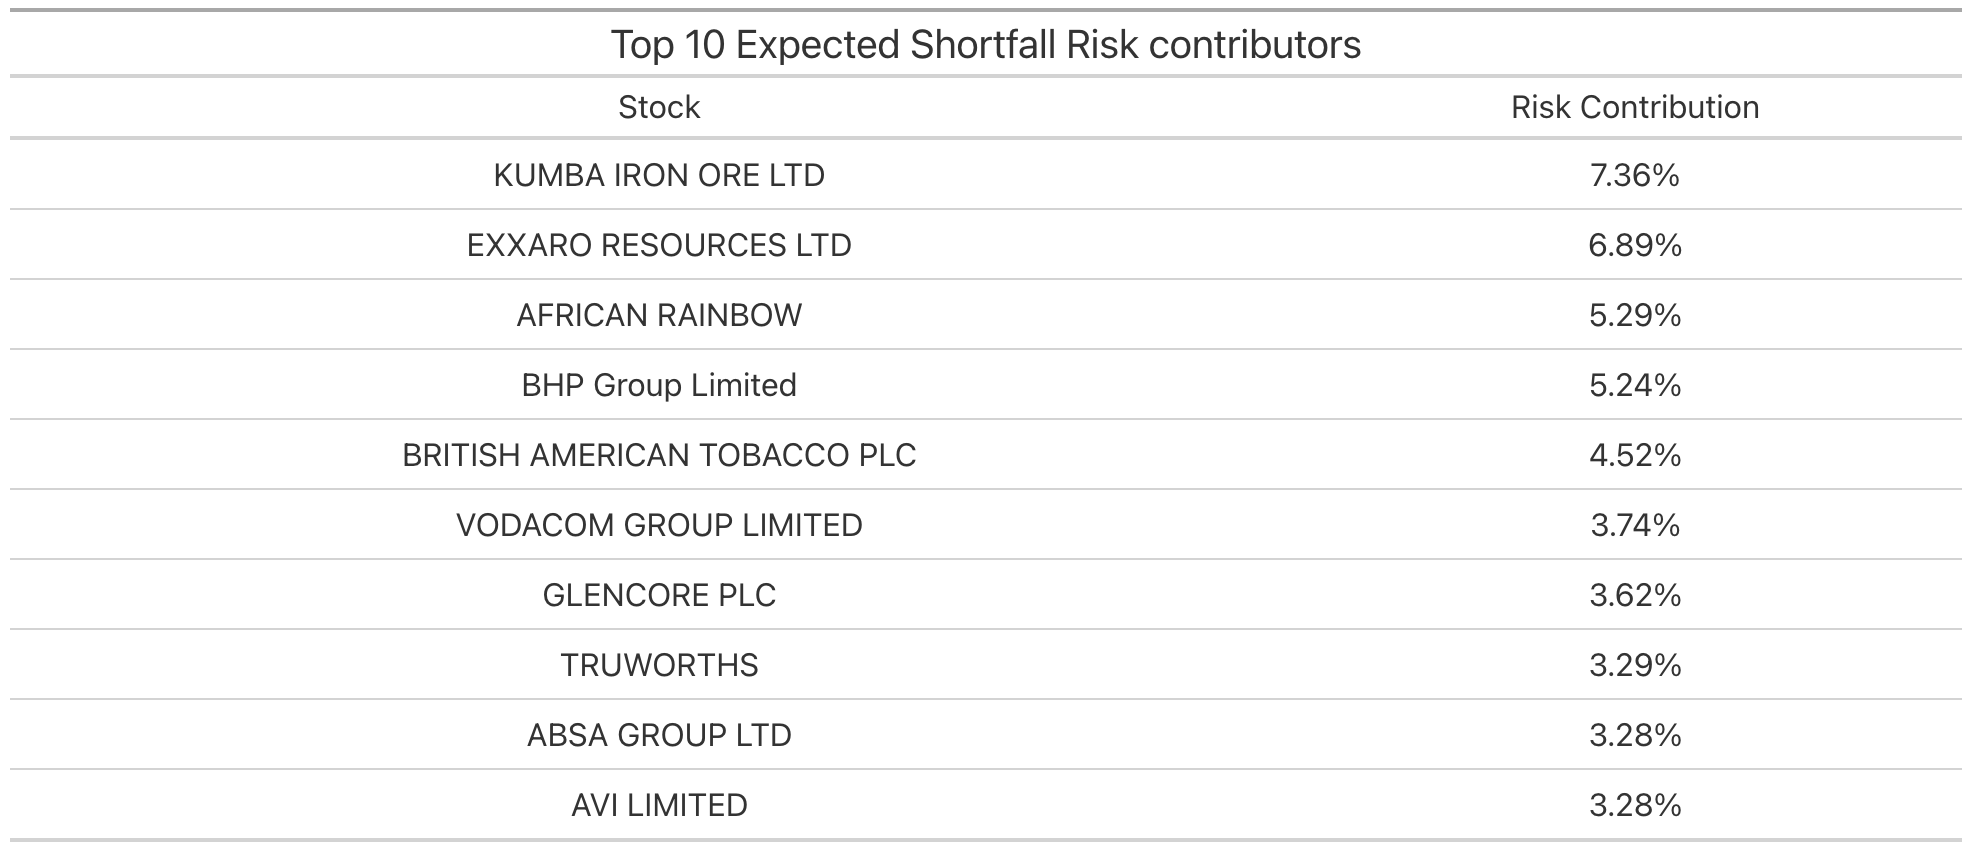 Top 10 Expected Shortfall Risk contributors
Stock Risk Contribution
KUMBA IRON ORE LTD 7.36%
EXXARO RESOURCES LTD 6.89%
AFRICAN RAINBOW 5.29%
BHP Group Limited 5.24%
BRITISH AMERICAN TOBACCO PLC 4.52%
VODACOM GROUP LIMITED 3.74%
GLENCORE PLC 3.62%
TRUWORTHS 3.29%
ABSA GROUP LTD 3.28%
AVI LIMITED 3.28%